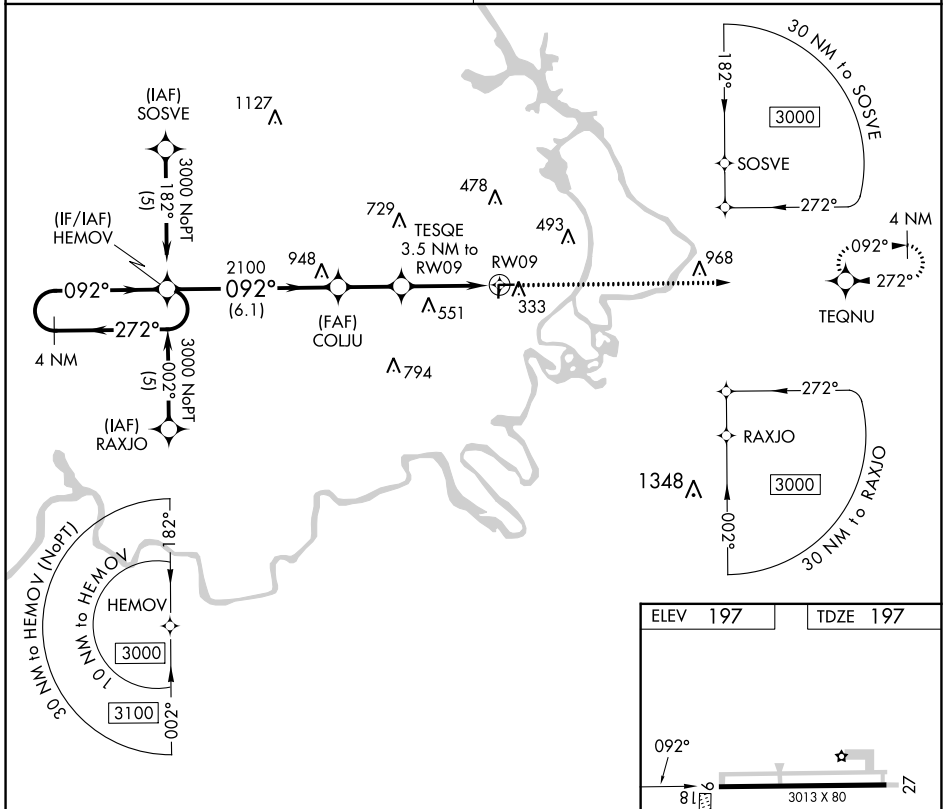 (IAF)
SOSVE
1127
3000 NoPT
182°
(5)
(IF/IAF)
HEMOV
092°
272°
4 NM
2100
092°
(6.1)
948
(FAF)
COLJU
729
478
TESQE
3.5 NM to
RW09
493
RW09
551
333
794
968
3000 NoPT
002°
(5)
(IAF)
RAXJO
30 NM to SOSVE
182°
3000
SOSVE
272°
4 NM
092°
272°
TEQNU
272°
RAXJO
3000
1348
002°
30 NM to RAXJO
30 NM to HEMOV (NoPT)
10 NM to HEMOV
182°
HEMOV
3000
3100
002°
ELEV 197
TDZE 197
092°
9
18
3013 X 80
27